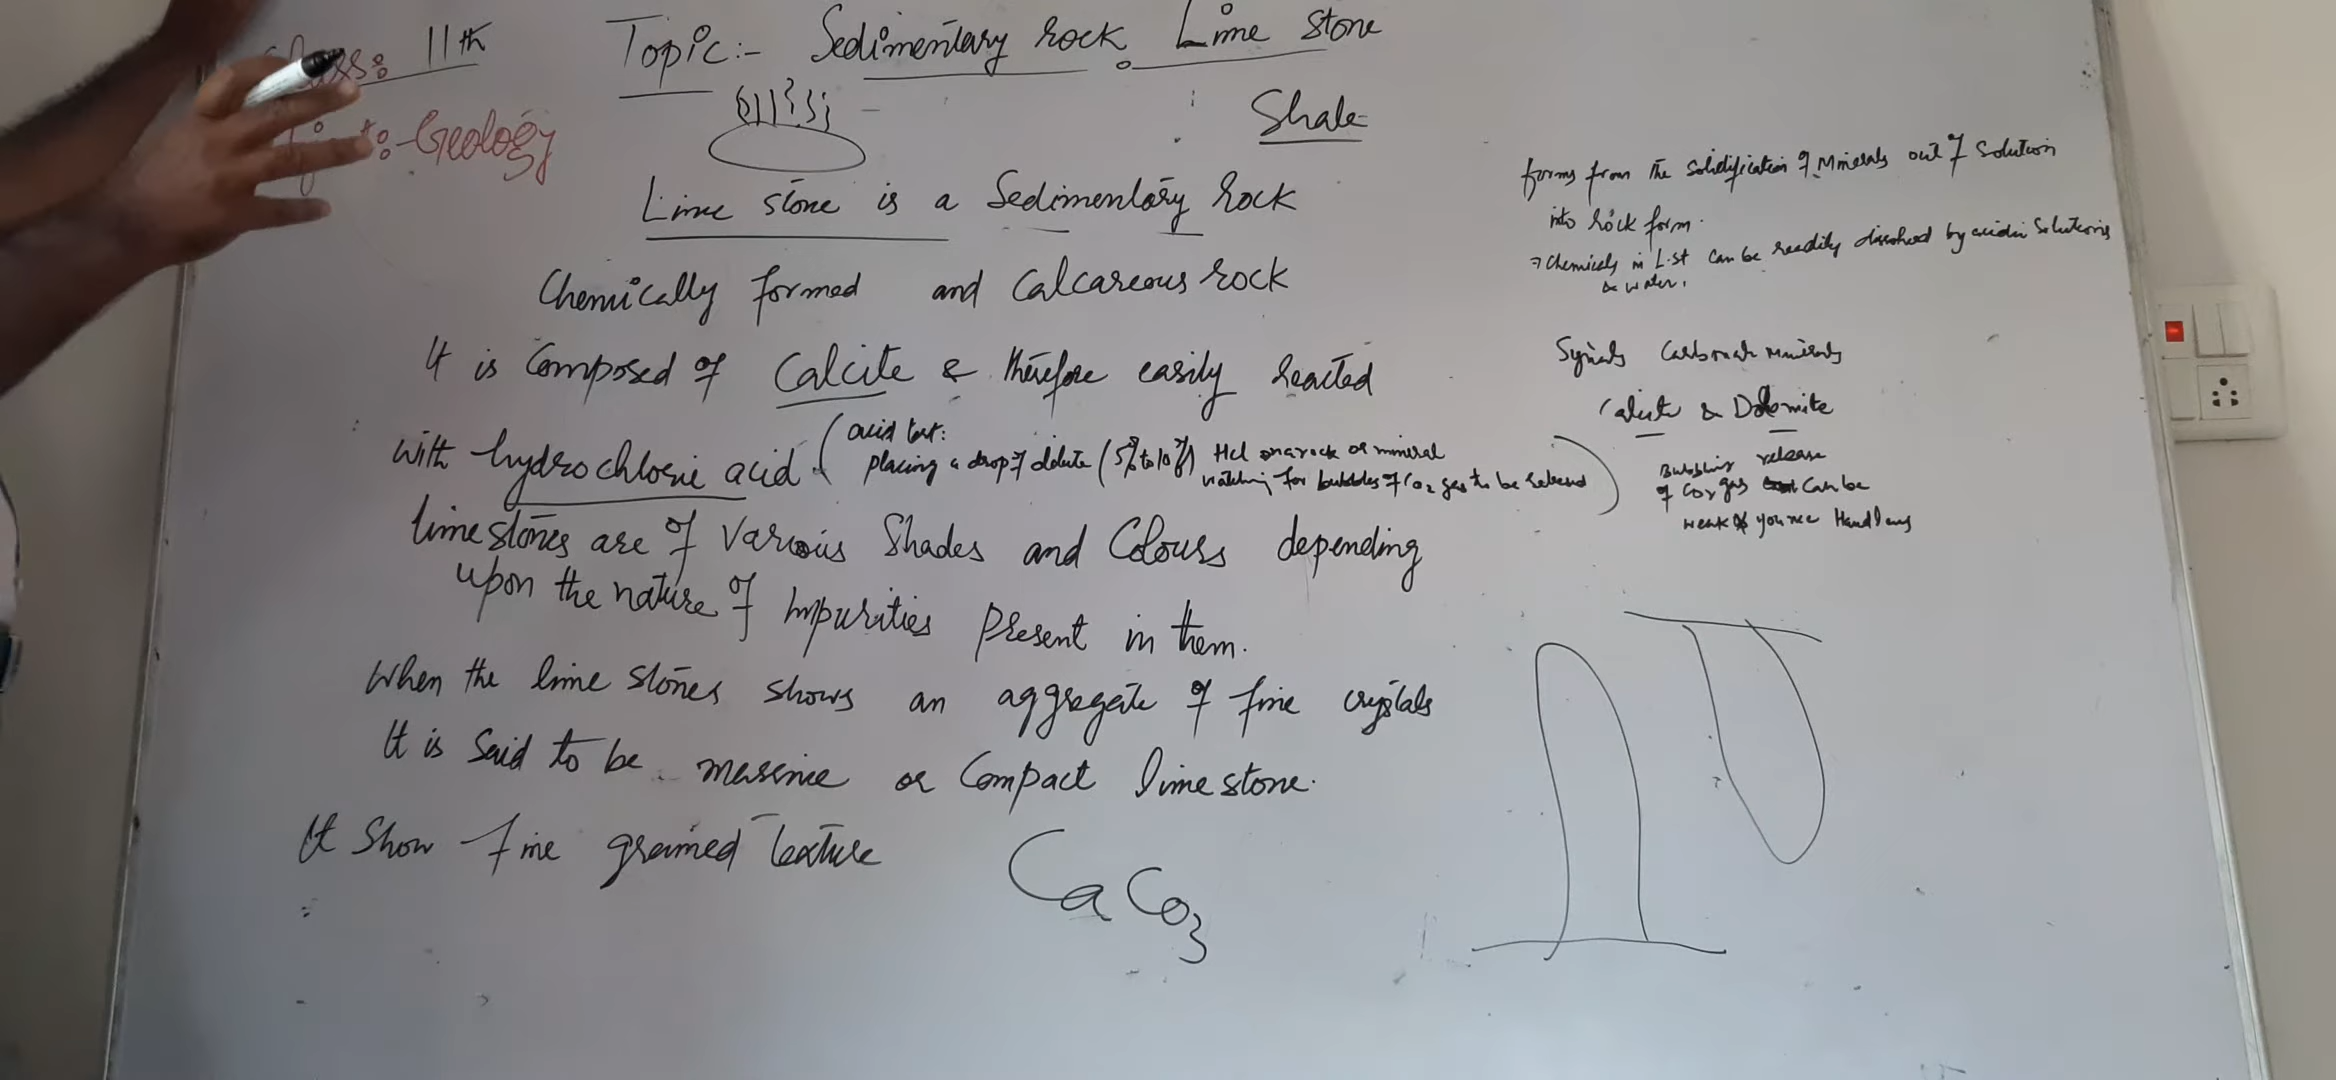 Class: 11th
Topic:- Sedimentary rock. Lime stone
:- Geology
Shale
Lime stone is a Sedimentary rock
Chemically formed and Calcareous rock
It is Composed of Calcite & therefore easily reacted
with hydrochloric acid. (acid test:
placing a drop of dilute (5% to 10%) Hcl on a rock or mineral
watching for bubbles of CO2 gas to be released)
limestones are of various Shades and Colours depending
upon the nature of impurities Present in them.
When the lime stones shows an aggregate of fine crystals
It is Said to be massive or Compact limestone.
It Show fine grained texture
CaCo3
forms from the solidification of Minerals out of solution
into rock form.
→ Chemicals in L.st can be readily dissolved by acidic solutions
& water.
Carbonate Minerals
Calcite & Dolomite
Bubbling release
of CO2 gas can be
weak